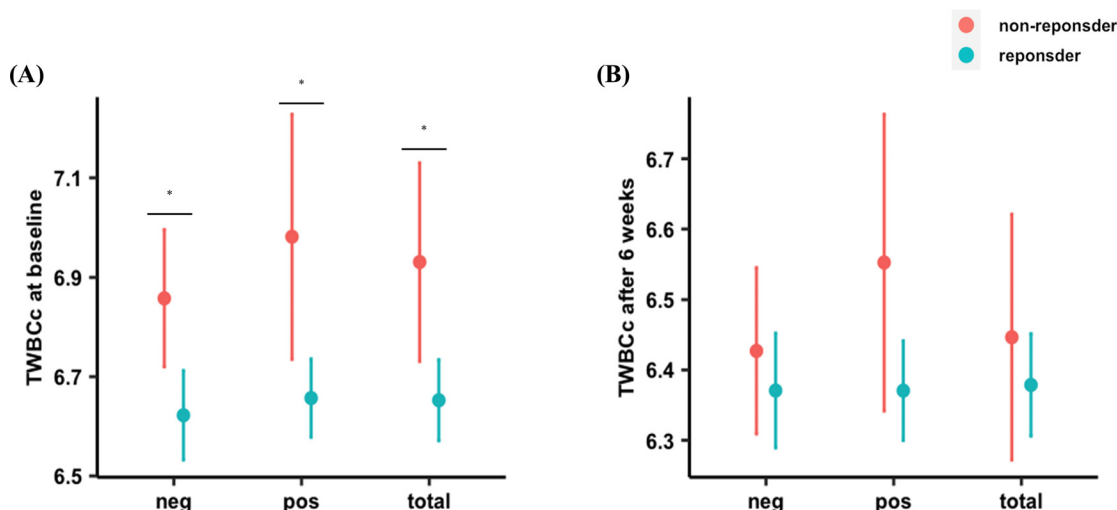 non-reponsder
reponsder
(A)
(B)
*
*
*
TWBCc at baseline
7.1
6.9
6.7
6.5
neg pos total
TWBCc after 6 weeks
6.7
6.6
6.5
6.4
6.3
neg pos total